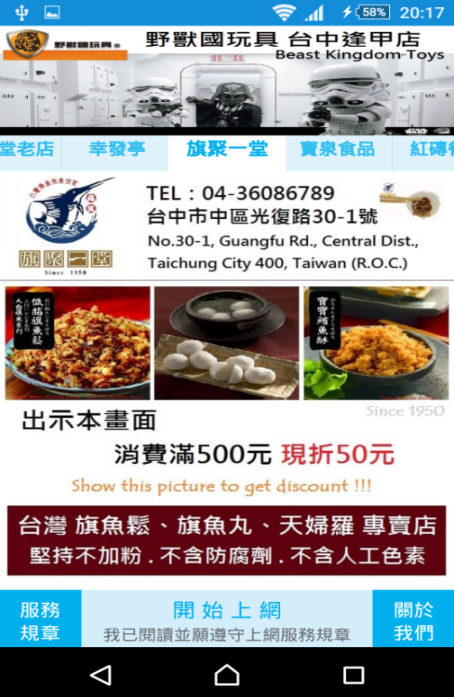 58% 20:17
野獸國玩具® 野獸國玩具 台中逢甲店
Beast Kingdom Toys
STAR WARS
堂老店 幸發亭 旗聚一堂 寶泉食品 紅磚
TEL：04-36086789
台中市中區光復路30-1號
No.30-1, Guangfu Rd., Central Dist.,
Taichung City 400, Taiwan (R.O.C.)
旗聚一堂
Since 1950
低脂旗魚鬆
寶寶鮪魚酥
Since 1950
出示本畫面
消費滿500元 現折50元
Show this picture to get discount !!!
台灣 旗魚鬆、旗魚丸、天婦羅 專賣店
堅持不加粉 . 不含防腐劑 . 不含人工色素
服務
規章
開始上網
我已閱讀並願遵守上網服務規章
關於
我們